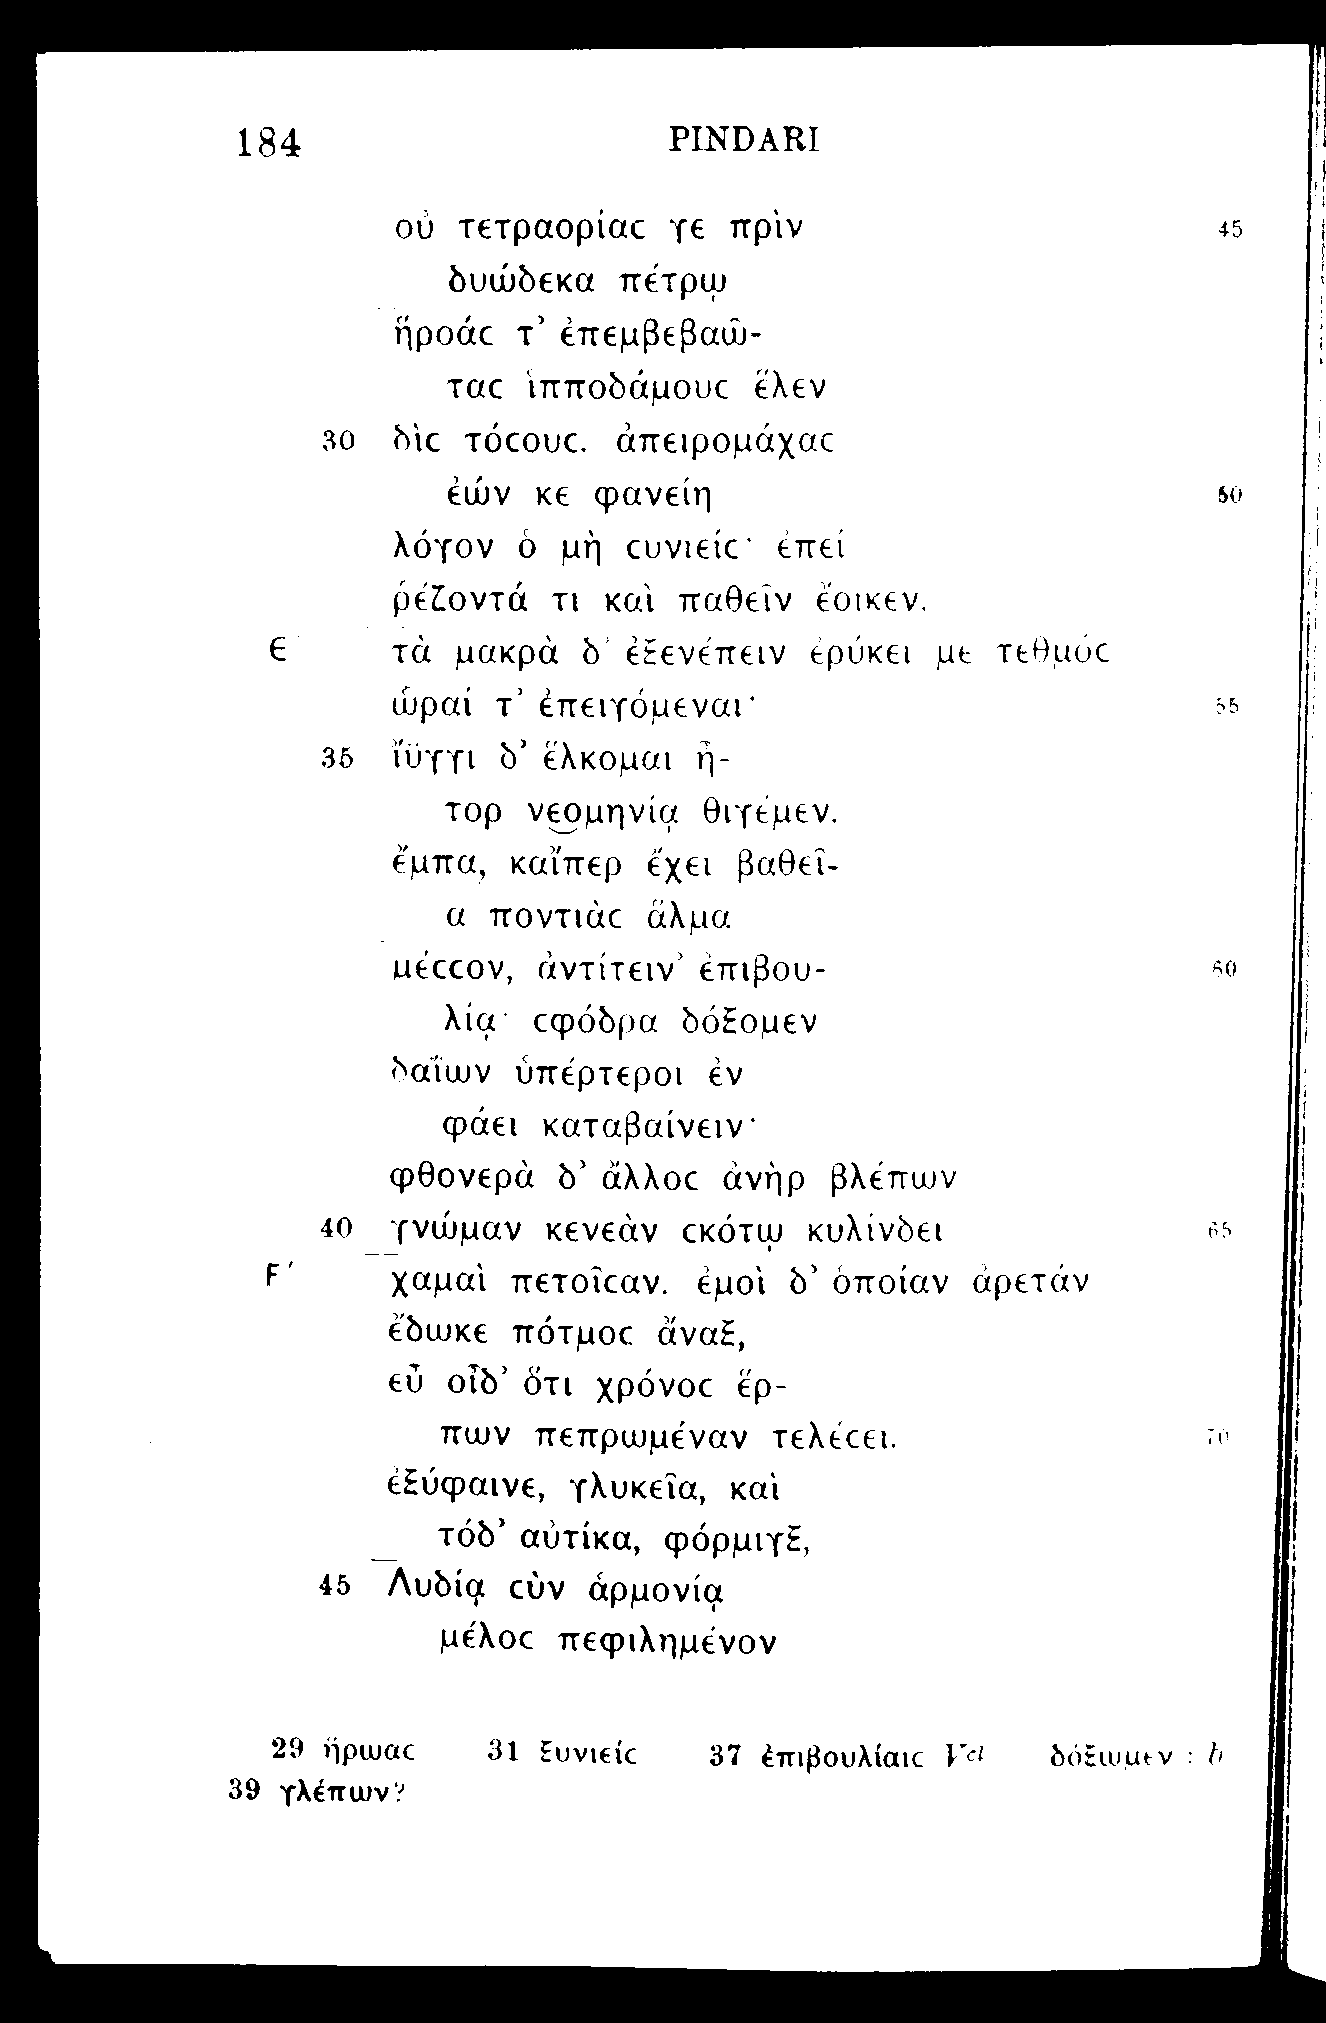 184 PINDARI
οὐ τετραορίαϲ γε πρὶν 45
δυώδεκα πέτρῳ
ἥροάϲ τ’ ἐπεμβεβαῶ-
ταϲ ἱπποδάμουϲ ἕλεν
30 δὶϲ τόϲουϲ. ἀπειρομάχαϲ
ἐών κε φανείη 50
λόγον ὁ μὴ ϲυνιείϲ· ἐπεί
ῥέζοντά τι καὶ παθεῖν ἔοικεν.
Ε τὰ μακρὰ δ’ ἐξενέπειν ἐρύκει με τεθμόϲ
ὧραί τ’ ἐπειγόμεναι· 55
35 ἴϋγγι δ’ ἕλκομαι ἦ-
τορ νεομηνίᾳ θιγέμεν.
ἔμπα, καἴπερ ἔχει βαθεῖ-
α ποντιὰϲ ἅλμα
μέϲϲον, ἀντίτειν’ ἐπιβου- 60
λίᾳ· ϲφόδρα δόξομεν
δαΐων ὑπέρτεροι ἐν
φάει καταβαίνειν·
φθονερὰ δ’ ἄλλοϲ ἀνὴρ βλέπων
40 γνώμαν κενεὰν ϲκότῳ κυλίνδει 65
Ϝ′ χαμαὶ πετοῖϲαν. ἐμοὶ δ’ ὁποίαν ἀρετάν
ἔδωκε πότμοϲ ἄναξ,
εὖ οἶδ’ ὅτι χρόνοϲ ἕρ-
πων πεπρωμέναν τελέϲει. 70
ἐξύφαινε, γλυκεῖα, καὶ
τόδ’ αὐτίκα, φόρμιγξ,
45 Λυδίᾳ ϲὺν ἁρμονίᾳ
μέλοϲ πεφιλημένον
29 ἥρωαϲ 31 ξυνιείϲ 37 ἐπιβουλίαιϲ Vcl δόξωμεν : b
39 γλέπων?